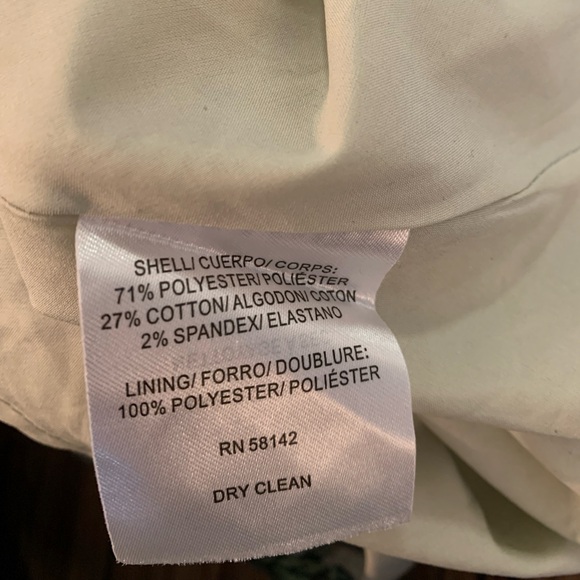 SHELL/ CUERPO/ CORPS:
71% POLYESTER/ POLIÉSTER
27% COTTON/ ALGODON/ COTON
2% SPANDEX/ ELASTANO
LINING/ FORRO/ DOUBLURE:
100% POLYESTER/ POLIÉSTER
RN 58142
DRY CLEAN